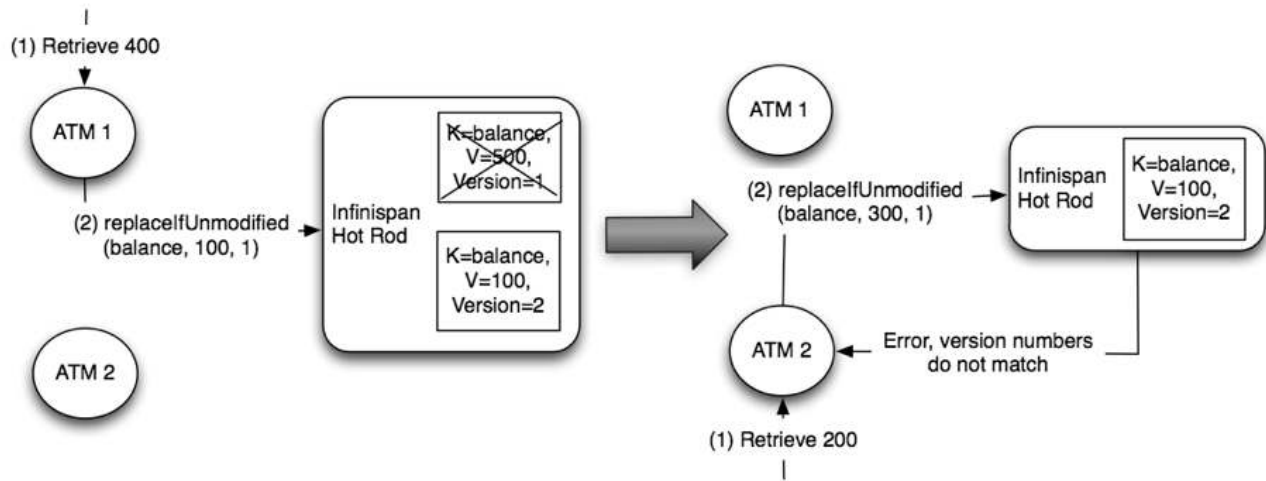 (1) Retrieve 400
ATM 1
(2) replaceIfUnmodified
(balance, 100, 1)
ATM 2
Infinispan
Hot Rod
K=balance,
V=500,
Version=1
K=balance,
V=100,
Version=2
ATM 1
(2) replaceIfUnmodified
(balance, 300, 1)
Infinispan
Hot Rod
K=balance,
V=100,
Version=2
ATM 2
Error, version numbers
do not match
(1) Retrieve 200